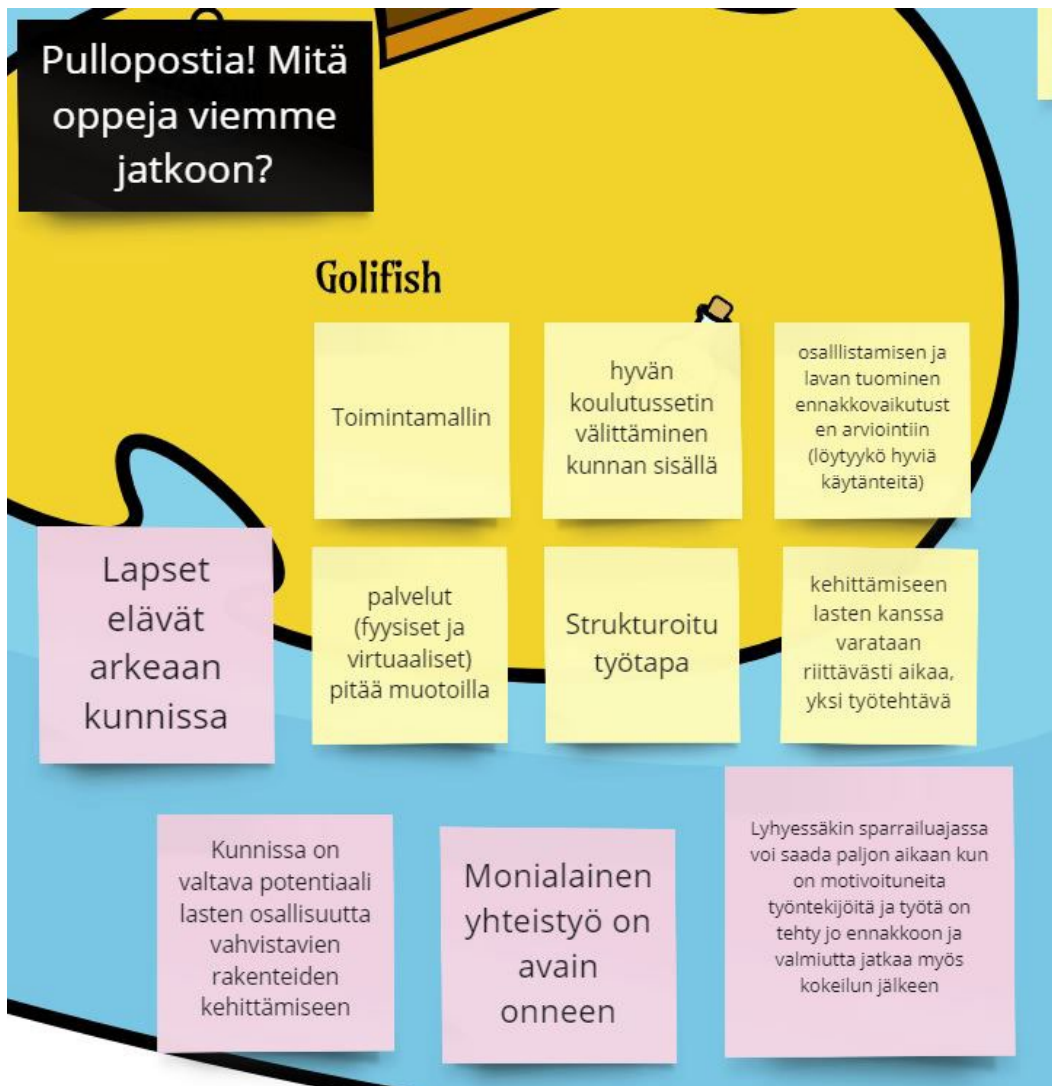 Pullopostia! Mitä
oppeja viemme
jatkoon?
Golifish
Toimintamallin
hyvän
koulutussetin
välittäminen
kunnan sisällä
osalllistamisen ja
lavan tuominen
ennakkovaikutust
en arviointiin
(löytyykö hyviä
käytänteitä)
Lapset
elävät
arkeaan
kunnissa
palvelut
(fyysiset ja
virtuaaliset)
pitää muotoilla
Strukturoitu
työtapa
kehittämiseen
lasten kanssa
varataan
riittävästi aikaa,
yksi työtehtävä
Kunnissa on
valtava potentiaali
lasten osallisuutta
vahvistavien
rakenteiden
kehittämiseen
Monialainen
yhteistyö on
avain
onneen
Lyhyessäkin sparrailuajassa
voi saada paljon aikaan kun
on motivoituneita
työntekijöitä ja työtä on
tehty jo ennakkoon ja
valmiutta jatkaa myös
kokeilun jälkeen